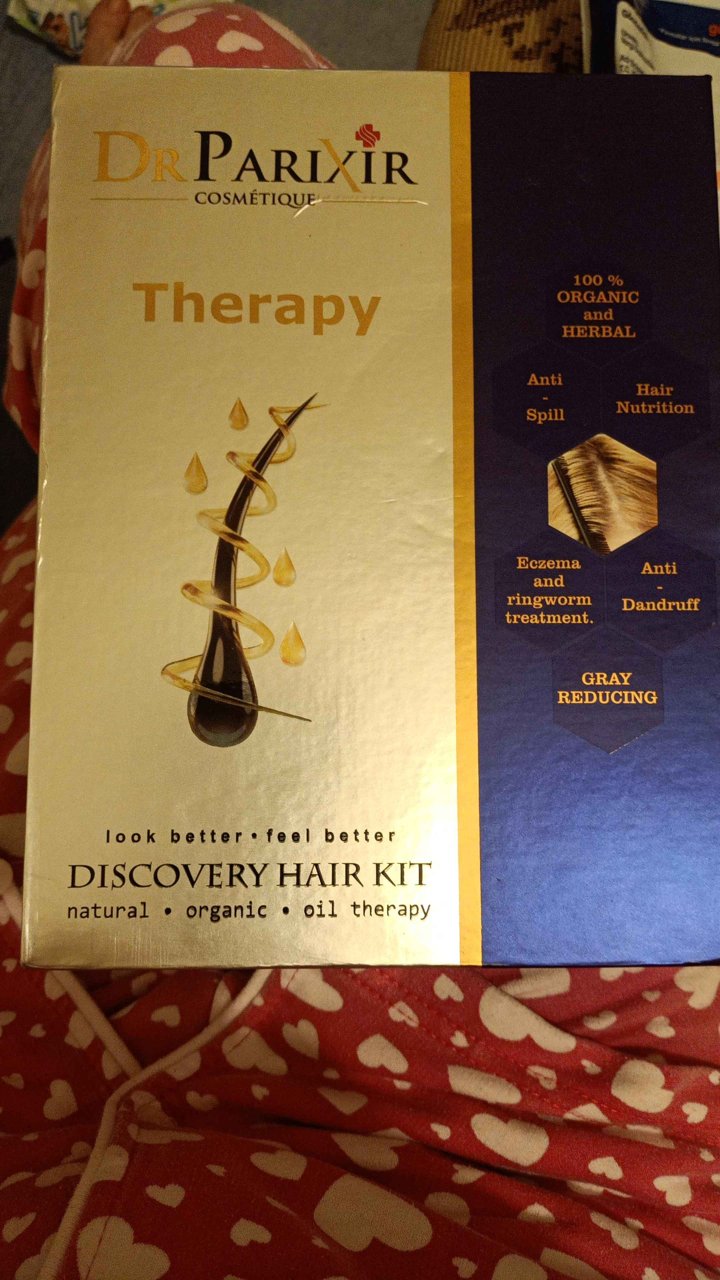 DR PARIXIR
COSMÉTIQUE
Therapy
look better • feel better
DISCOVERY HAIR KIT
natural • organic • oil therapy
100 %
ORGANIC
and
HERBAL
Anti
-
Spill
Hair
Nutrition
Eczema
and
ringworm
treatment.
Anti
-
Dandruff
GRAY
REDUCING